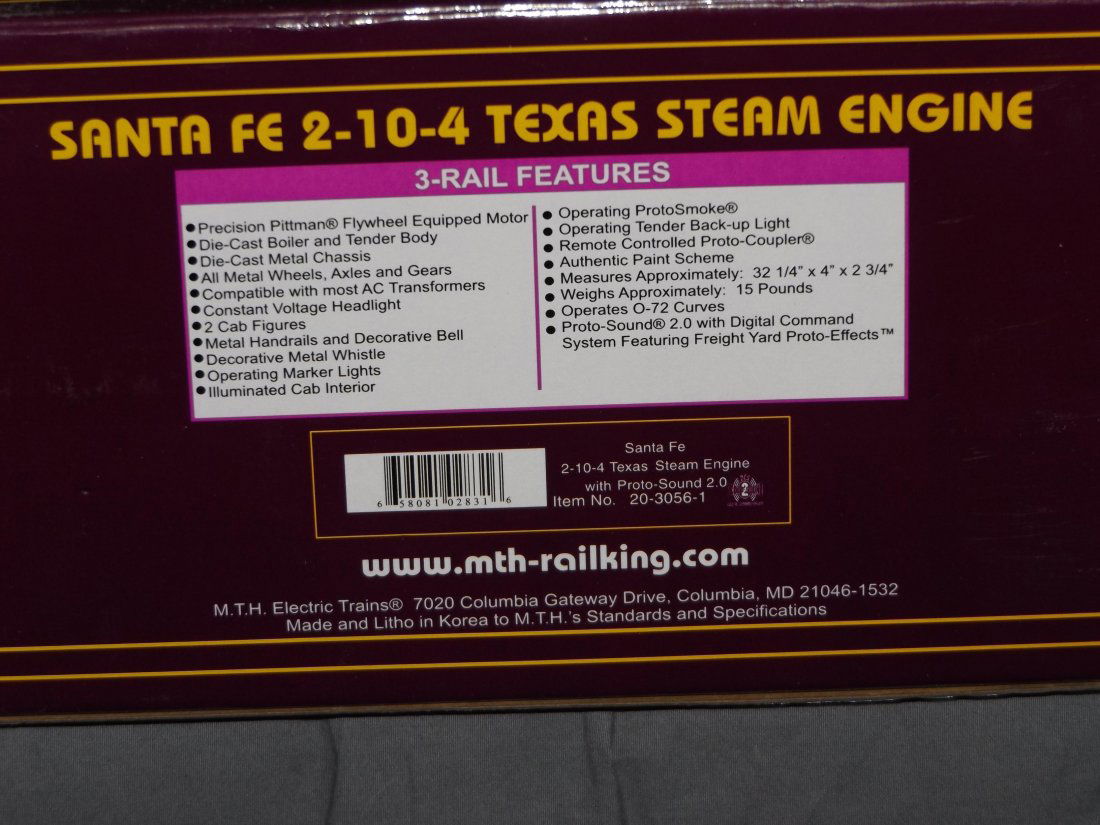 SANTA FE 2-10-4 TEXAS STEAM ENGINE
3-RAIL FEATURES
● Precision Pittman® Flywheel Equipped Motor
● Die-Cast Boiler and Tender Body
● Die-Cast Metal Chassis
● All Metal Wheels, Axles and Gears
● Compatible with most AC Transformers
● Constant Voltage Headlight
● 2 Cab Figures
● Metal Handrails and Decorative Bell
● Decorative Metal Whistle
● Operating Marker Lights
● Illuminated Cab Interior
● Operating ProtoSmoke®
● Operating Tender Back-up Light
● Remote Controlled Proto-Coupler®
● Authentic Paint Scheme
● Measures Approximately: 32 1/4” x 4” x 2 3/4”
● Weighs Approximately: 15 Pounds
● Operates O-72 Curves
● Proto-Sound® 2.0 with Digital Command
System Featuring Freight Yard Proto-Effects™
6 58081 02831 6
Santa Fe
2-10-4 Texas Steam Engine
with Proto-Sound 2.0
Item No. 20-3056-1
2
www.mth-railking.com
M.T.H. Electric Trains® 7020 Columbia Gateway Drive, Columbia, MD 21046-1532
Made and Litho in Korea to M.T.H.'s Standards and Specifications